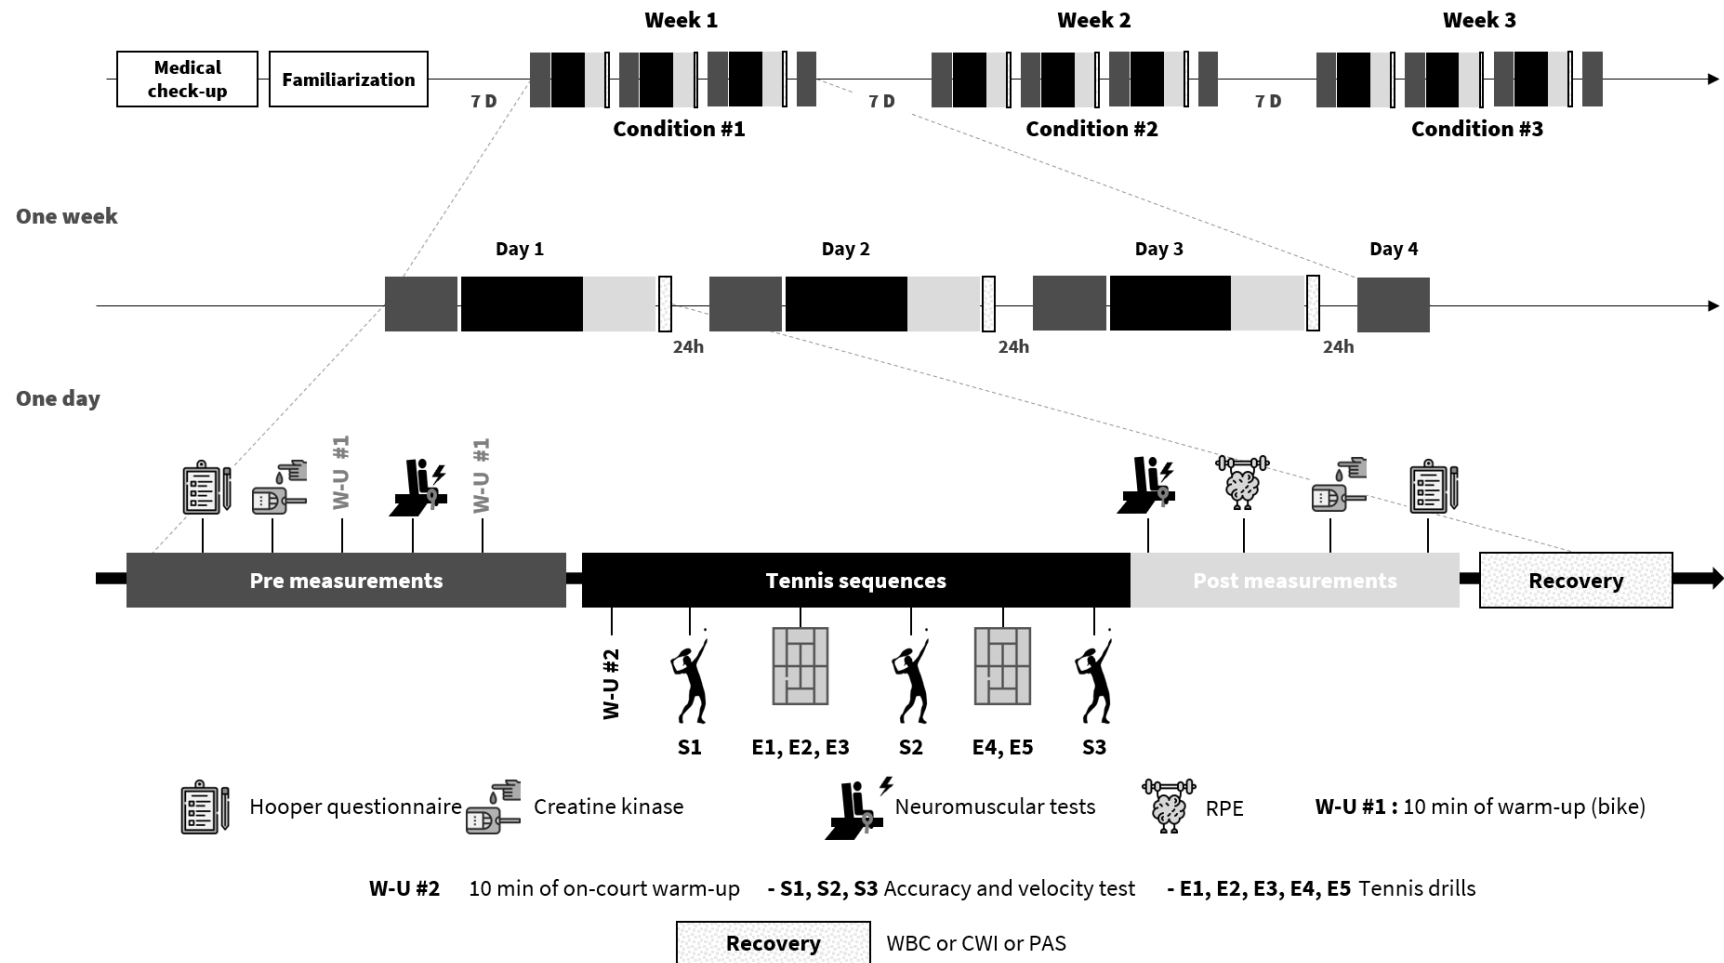 Week 1
Week 2
Week 3
Medical
check-up
Familiarization
7 D
7 D
7 D
Condition #1
Condition #2
Condition #3
One week
Day 1
Day 2
Day 3
Day 4
24h
24h
24h
One day
W-U #1
W-U #1
Pre measurements
Tennis sequences
Post measurements
Recovery
W-U #2
S1
E1, E2, E3
S2
E4, E5
S3
Hooper questionnaire
Creatine kinase
Neuromuscular tests
RPE
W-U #1 : 10 min of warm-up (bike)
W-U #2 10 min of on-court warm-up
- S1, S2, S3 Accuracy and velocity test
- E1, E2, E3, E4, E5 Tennis drills
Recovery
WBC or CWI or PAS